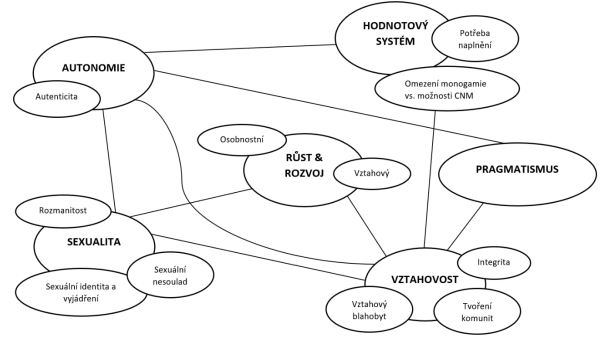 HODNOTOVÝ
SYSTÉM
Potřeba
naplnění
AUTONOMIE
Autenticita
Omezení monogamie
vs. možnosti CNM
Osobnostní
RŮST &
ROZVOJ
Vztahový
PRAGMATISMUS
Rozmanitost
SEXUALITA
Sexuální
nesoulad
Sexuální identita a
vyjádření
Integrita
VZTAHOVOST
Vztahový
blahobyt
Tvoření
komunit